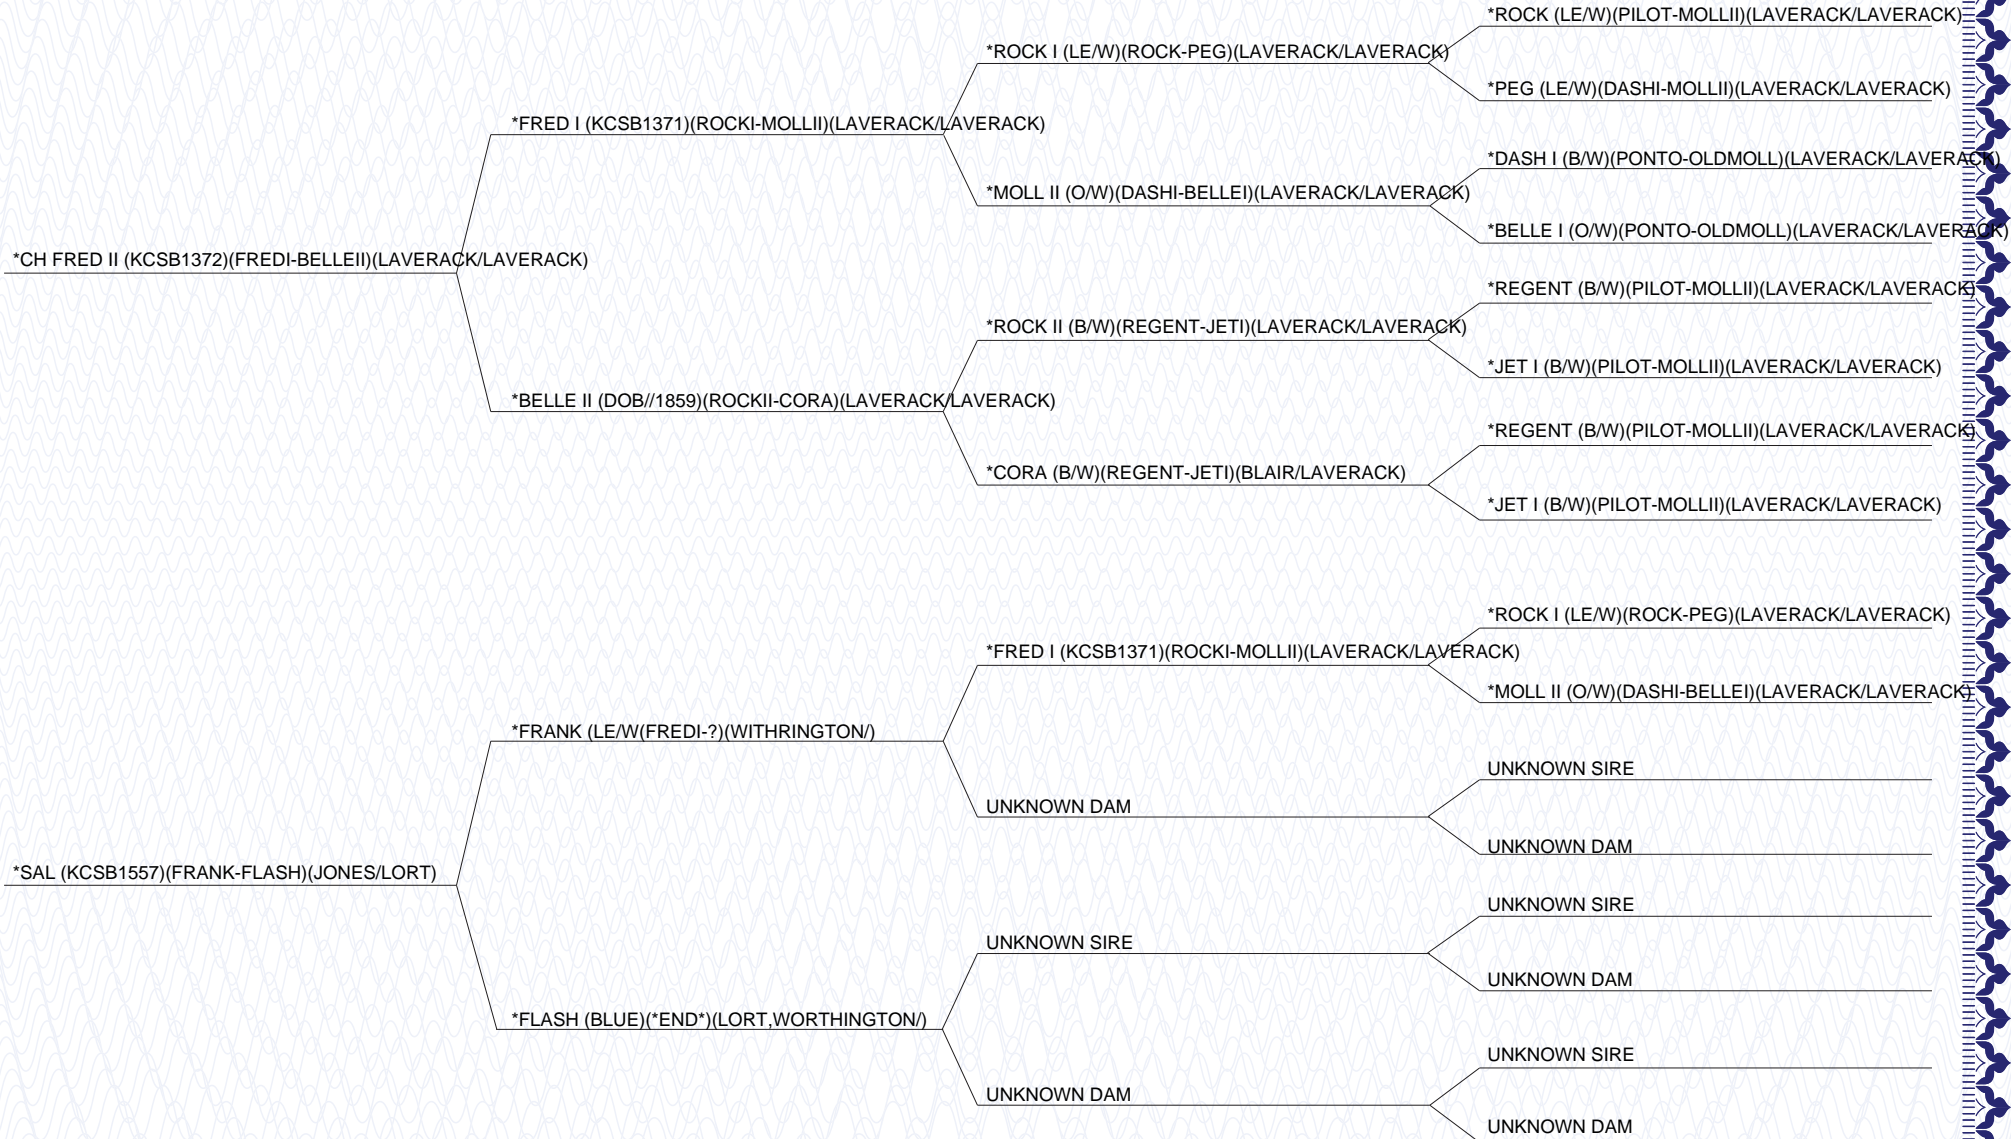 *ROCK (LE/W)(PILOT-MOLLII)(LAVERACK/LAVERACK)
*ROCK I (LE/W)(ROCK-PEG)(LAVERACK/LAVERACK)
*PEG (LE/W)(DASHI-MOLLII)(LAVERACK/LAVERACK)
*FRED I (KCSB1371)(ROCKI-MOLLII)(LAVERACK/LAVERACK)
*DASH I (B/W)(PONTO-OLDMOLL)(LAVERACK/LAVERACK)
*MOLL II (O/W)(DASHI-BELLEI)(LAVERACK/LAVERACK)
*BELLE I (O/W)(PONTO-OLDMOLL)(LAVERACK/LAVERACK)
*CH FRED II (KCSB1372)(FREDI-BELLEII)(LAVERACK/LAVERACK)
*REGENT (B/W)(PILOT-MOLLII)(LAVERACK/LAVERACK)
*ROCK II (B/W)(REGENT-JETI)(LAVERACK/LAVERACK)
*JET I (B/W)(PILOT-MOLLII)(LAVERACK/LAVERACK)
*BELLE II (DOB//1859)(ROCKII-CORA)(LAVERACK/LAVERACK)
*REGENT (B/W)(PILOT-MOLLII)(LAVERACK/LAVERACK)
*CORA (B/W)(REGENT-JETI)(BLAIR/LAVERACK)
*JET I (B/W)(PILOT-MOLLII)(LAVERACK/LAVERACK)
*ROCK I (LE/W)(ROCK-PEG)(LAVERACK/LAVERACK)
*FRED I (KCSB1371)(ROCKI-MOLLII)(LAVERACK/LAVERACK)
*MOLL II (O/W)(DASHI-BELLEI)(LAVERACK/LAVERACK)
*FRANK (LE/W(FREDI-?)(WITHRINGTON/)
UNKNOWN SIRE
UNKNOWN DAM
UNKNOWN DAM
*SAL (KCSB1557)(FRANK-FLASH)(JONES/LORT)
UNKNOWN SIRE
UNKNOWN SIRE
UNKNOWN DAM
*FLASH (BLUE)(*END*)(LORT,WORTHINGTON/)
UNKNOWN SIRE
UNKNOWN DAM
UNKNOWN DAM